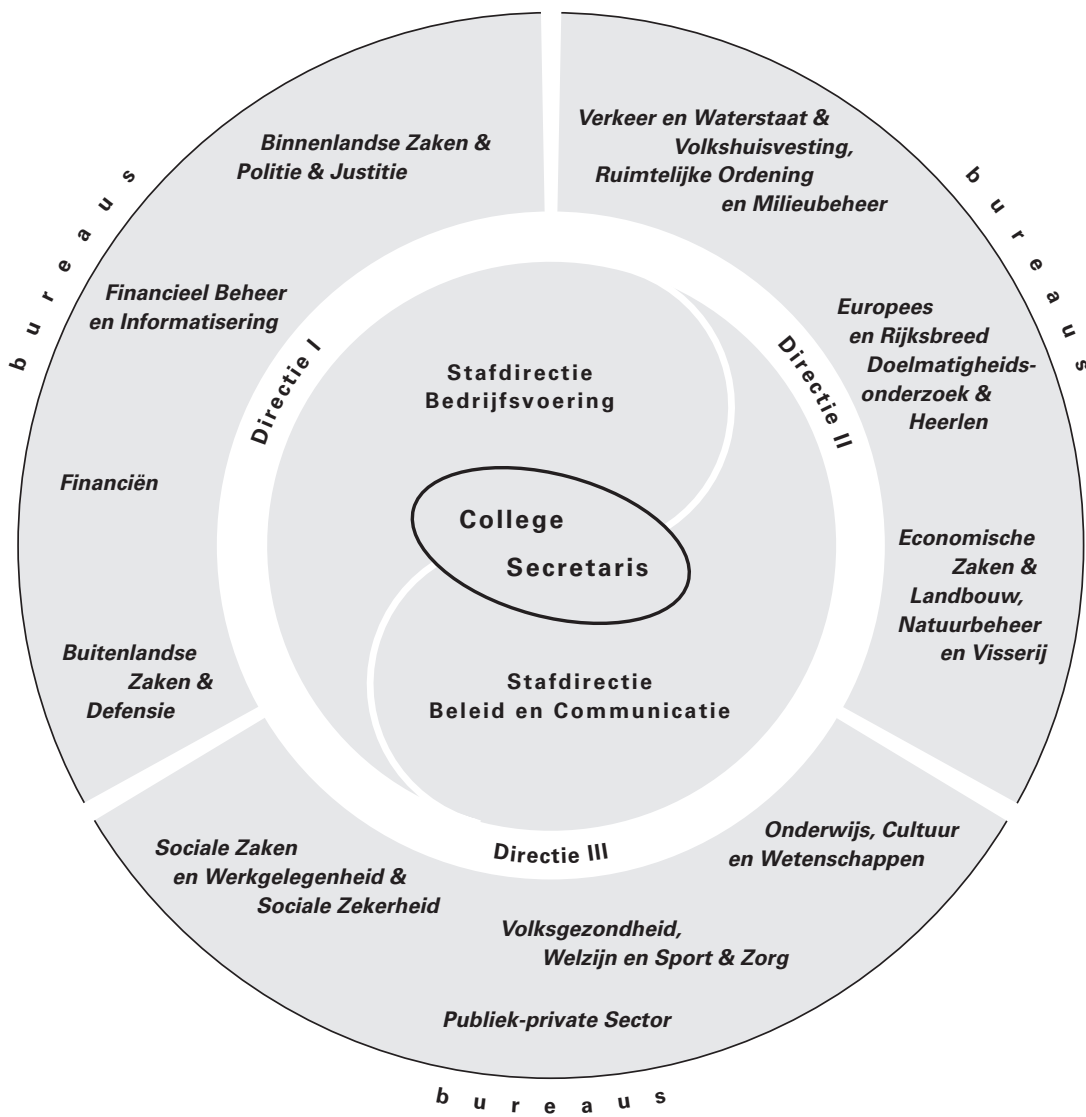 Binnenlandse Zaken &
Politie & Justitie
Verkeer en Waterstaat &
Volkshuisvesting,
Ruimtelijke Ordening
en Milieubeheer
bureaus
bureaus
Financieel Beheer
en Informatisering
Europees
en Rijksbreed
Doelmatigheids-
onderzoek &
Heerlen
Directie I
Directie II
Stafdirectie
Bedrijfsvoering
Financiën
College
Secretaris
Economische
Zaken &
Landbouw,
Natuurbeheer
en Visserij
Buitenlandse
Zaken &
Defensie
Stafdirectie
Beleid en Communicatie
Directie III
Sociale Zaken
en Werkgelegenheid &
Sociale Zekerheid
Onderwijs, Cultuur
en Wetenschappen
Volksgezondheid,
Welzijn en Sport & Zorg
Publiek-private Sector
bureaus